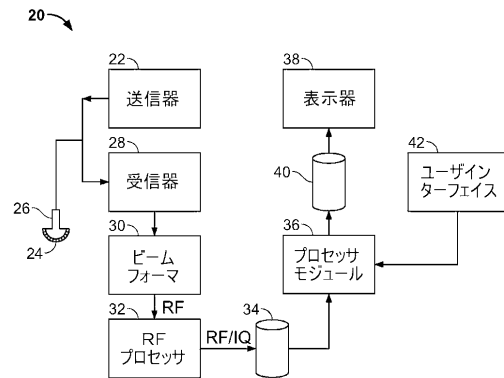 20
22
送信器
28
受信器
26
24
30
ビーム
フォーマ
RF
32
RF
プロセッサ
RF/IQ
34
38
表示器
40
36
プロセッサ
モジュール
42
ユーザイン
ターフェイス